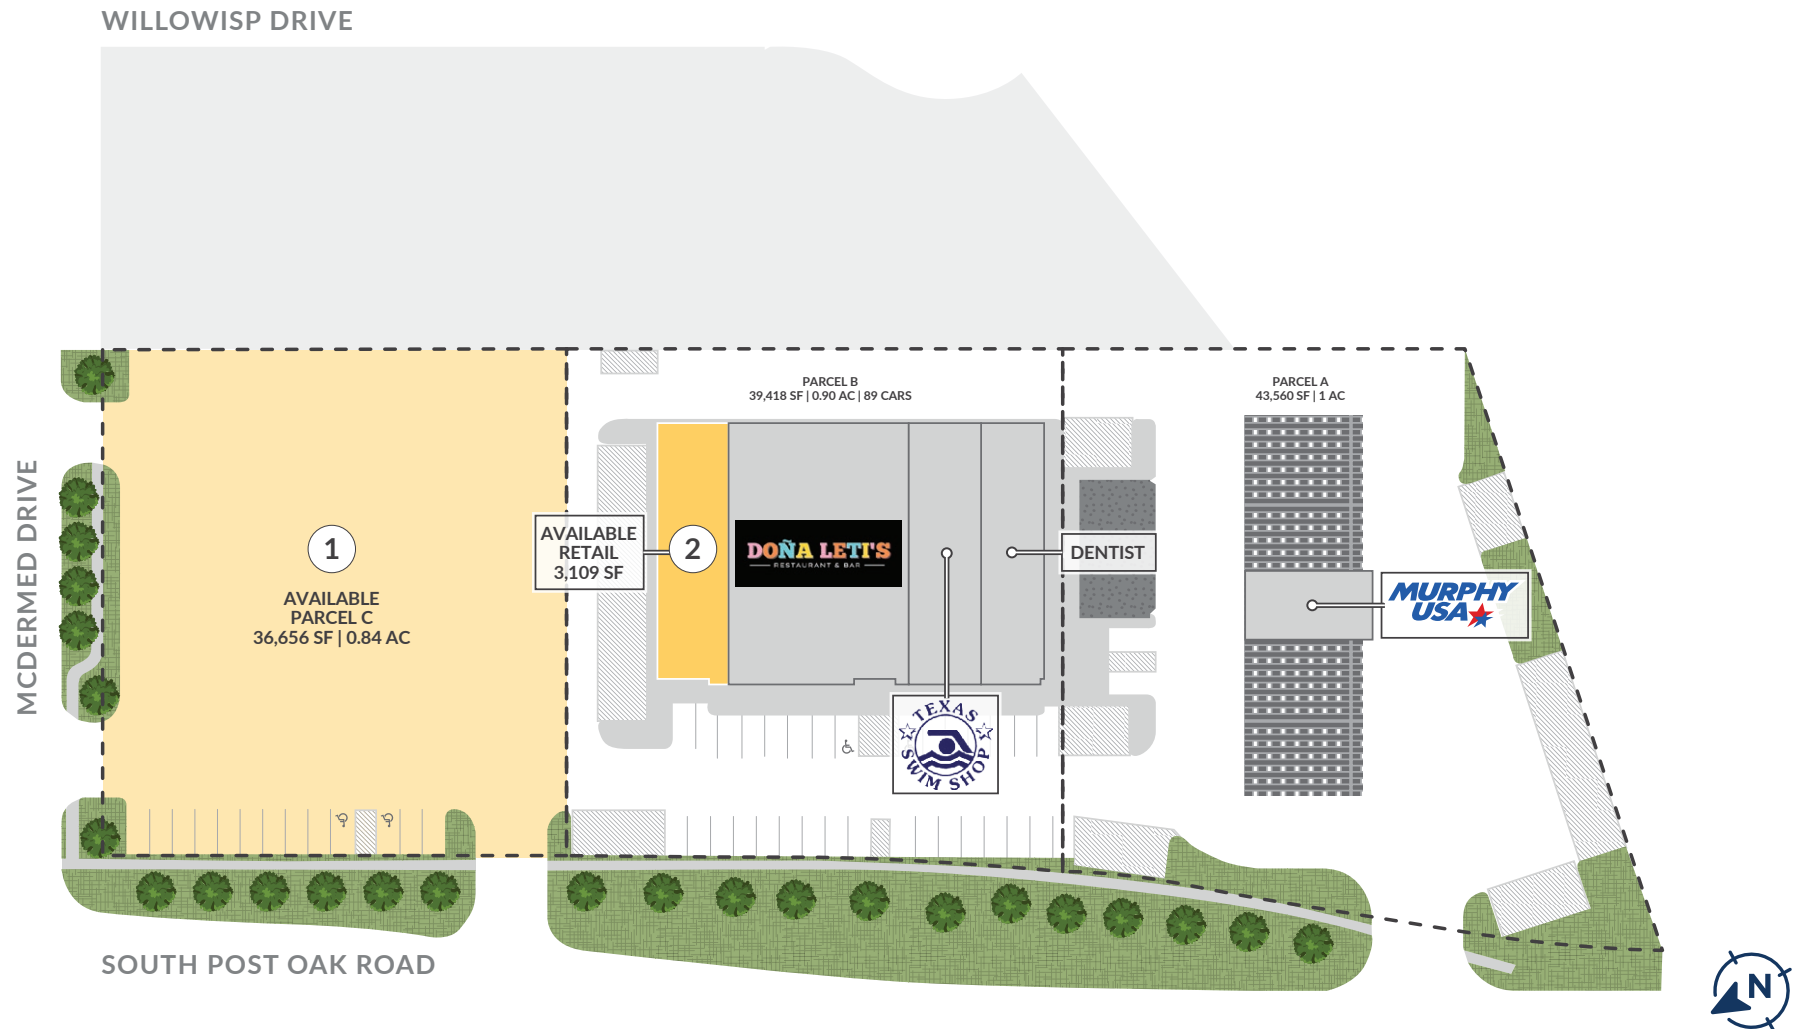 WILLOWISP DRIVE
PARCEL B
39,418 SF | 0.90 AC | 89 CARS
PARCEL A
43,560 SF | 1 AC
MCDERMED DRIVE
1
AVAILABLE
PARCEL C
36,656 SF | 0.84 AC
AVAILABLE
RETAIL
3,109 SF
2
DOÑA LETI'S
RESTAURANT & BAR
DENTIST
MURPHY
USA
TEXAS
SWIM SHOP
SOUTH POST OAK ROAD
N